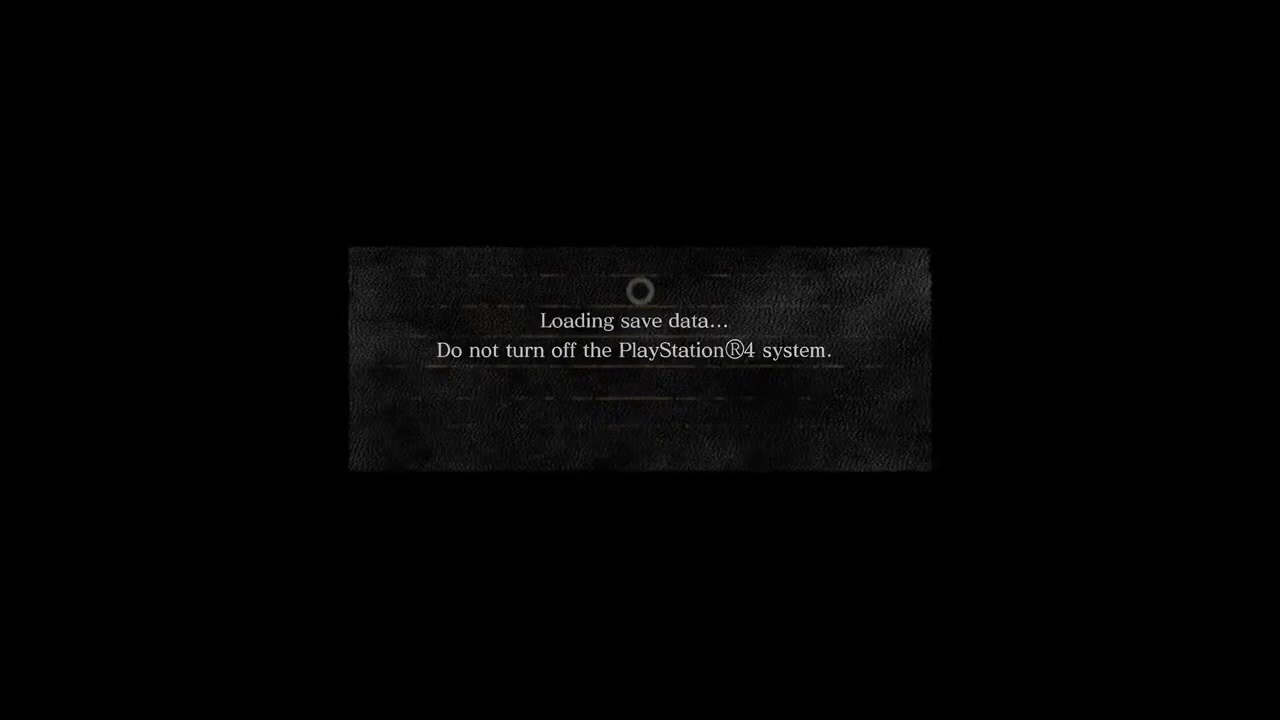 Loading save data...
Do not turn off the PlayStation®4 system.